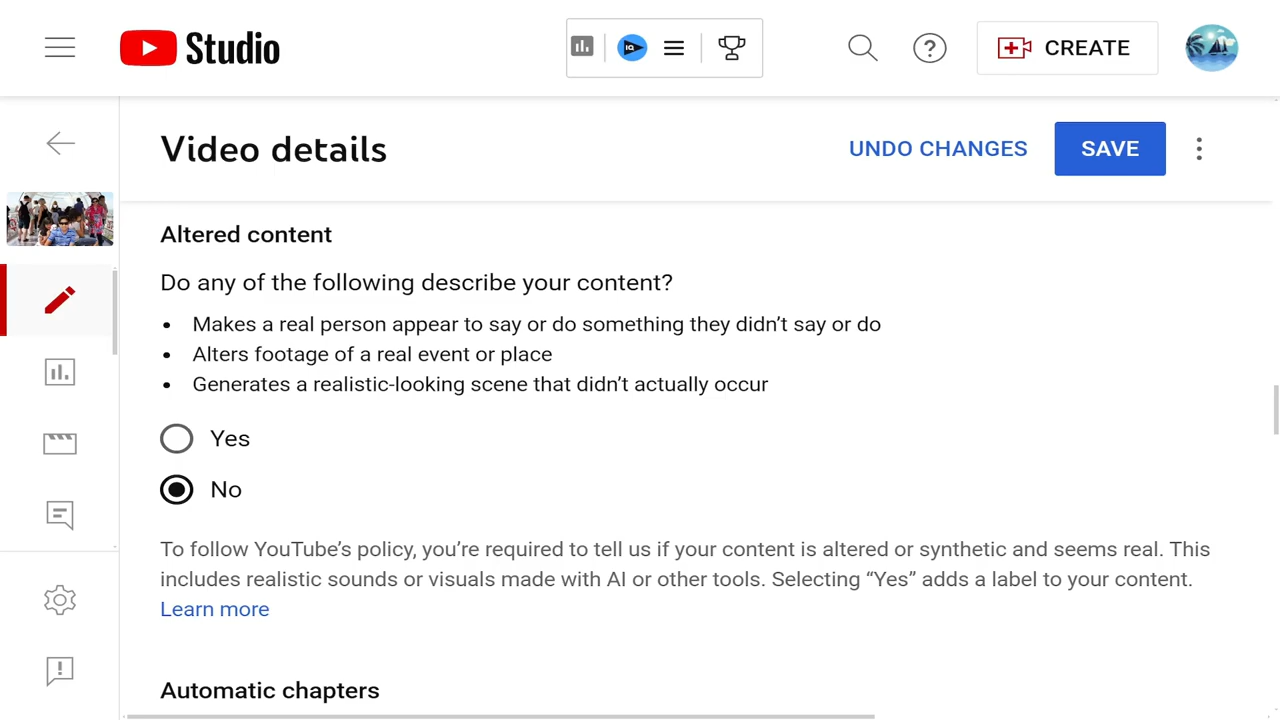 Studio
IQ
CREATE
Video details
UNDO CHANGES
SAVE
Altered content
Do any of the following describe your content?
• Makes a real person appear to say or do something they didn’t say or do
• Alters footage of a real event or place
• Generates a realistic-looking scene that didn’t actually occur
Yes
No
To follow YouTube’s policy, you’re required to tell us if your content is altered or synthetic and seems real. This
includes realistic sounds or visuals made with AI or other tools. Selecting “Yes” adds a label to your content.
Learn more
Automatic chapters